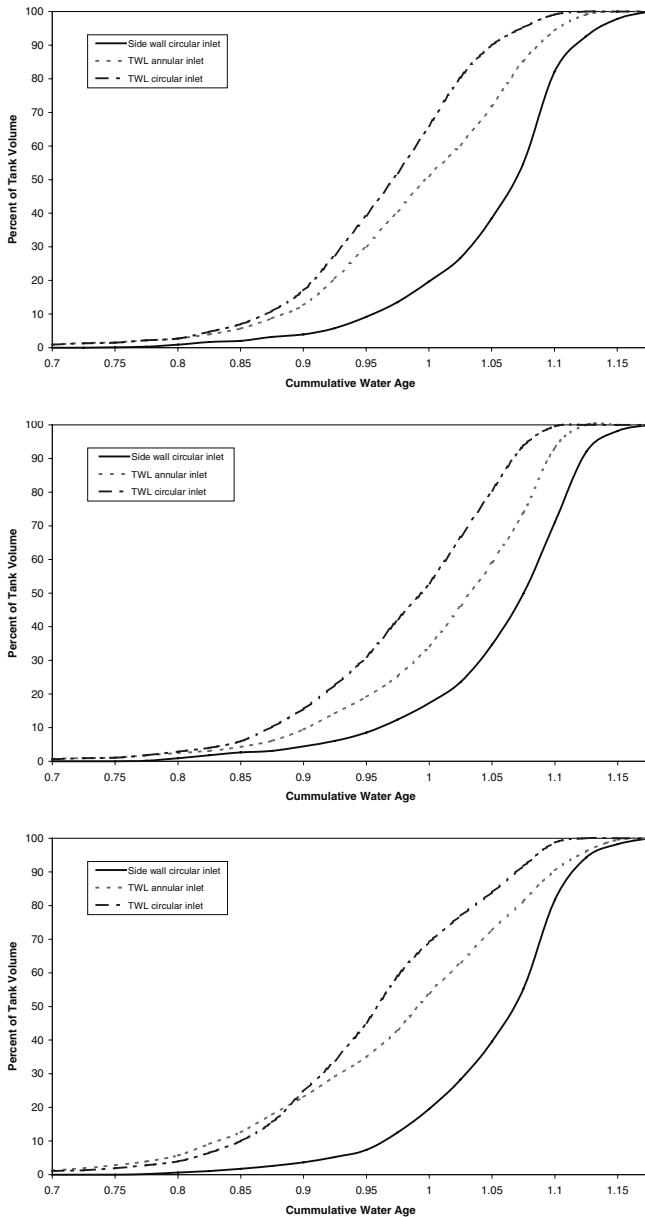 100
90
80
70
60
50
40
30
20
10
0
Percent of Tank Volume
Side wall circular inlet
TWL annular inlet
TWL circular inlet
0.7 0.75 0.8 0.85 0.9 0.95 1 1.05 1.1 1.15
Cummulative Water Age
100
90
80
70
60
50
40
30
20
10
0
Percent of Tank Volume
Side wall circular inlet
TWL annular inlet
TWL circular inlet
0.7 0.75 0.8 0.85 0.9 0.95 1 1.05 1.1 1.15
Cummulative Water Age
100
90
80
70
60
50
40
30
20
10
0
Percent of Tank Volume
Side wall circular inlet
TWL annular inlet
TWL circular inlet
0.7 0.75 0.8 0.85 0.9 0.95 1 1.05 1.1 1.15
Cummulative Water Age